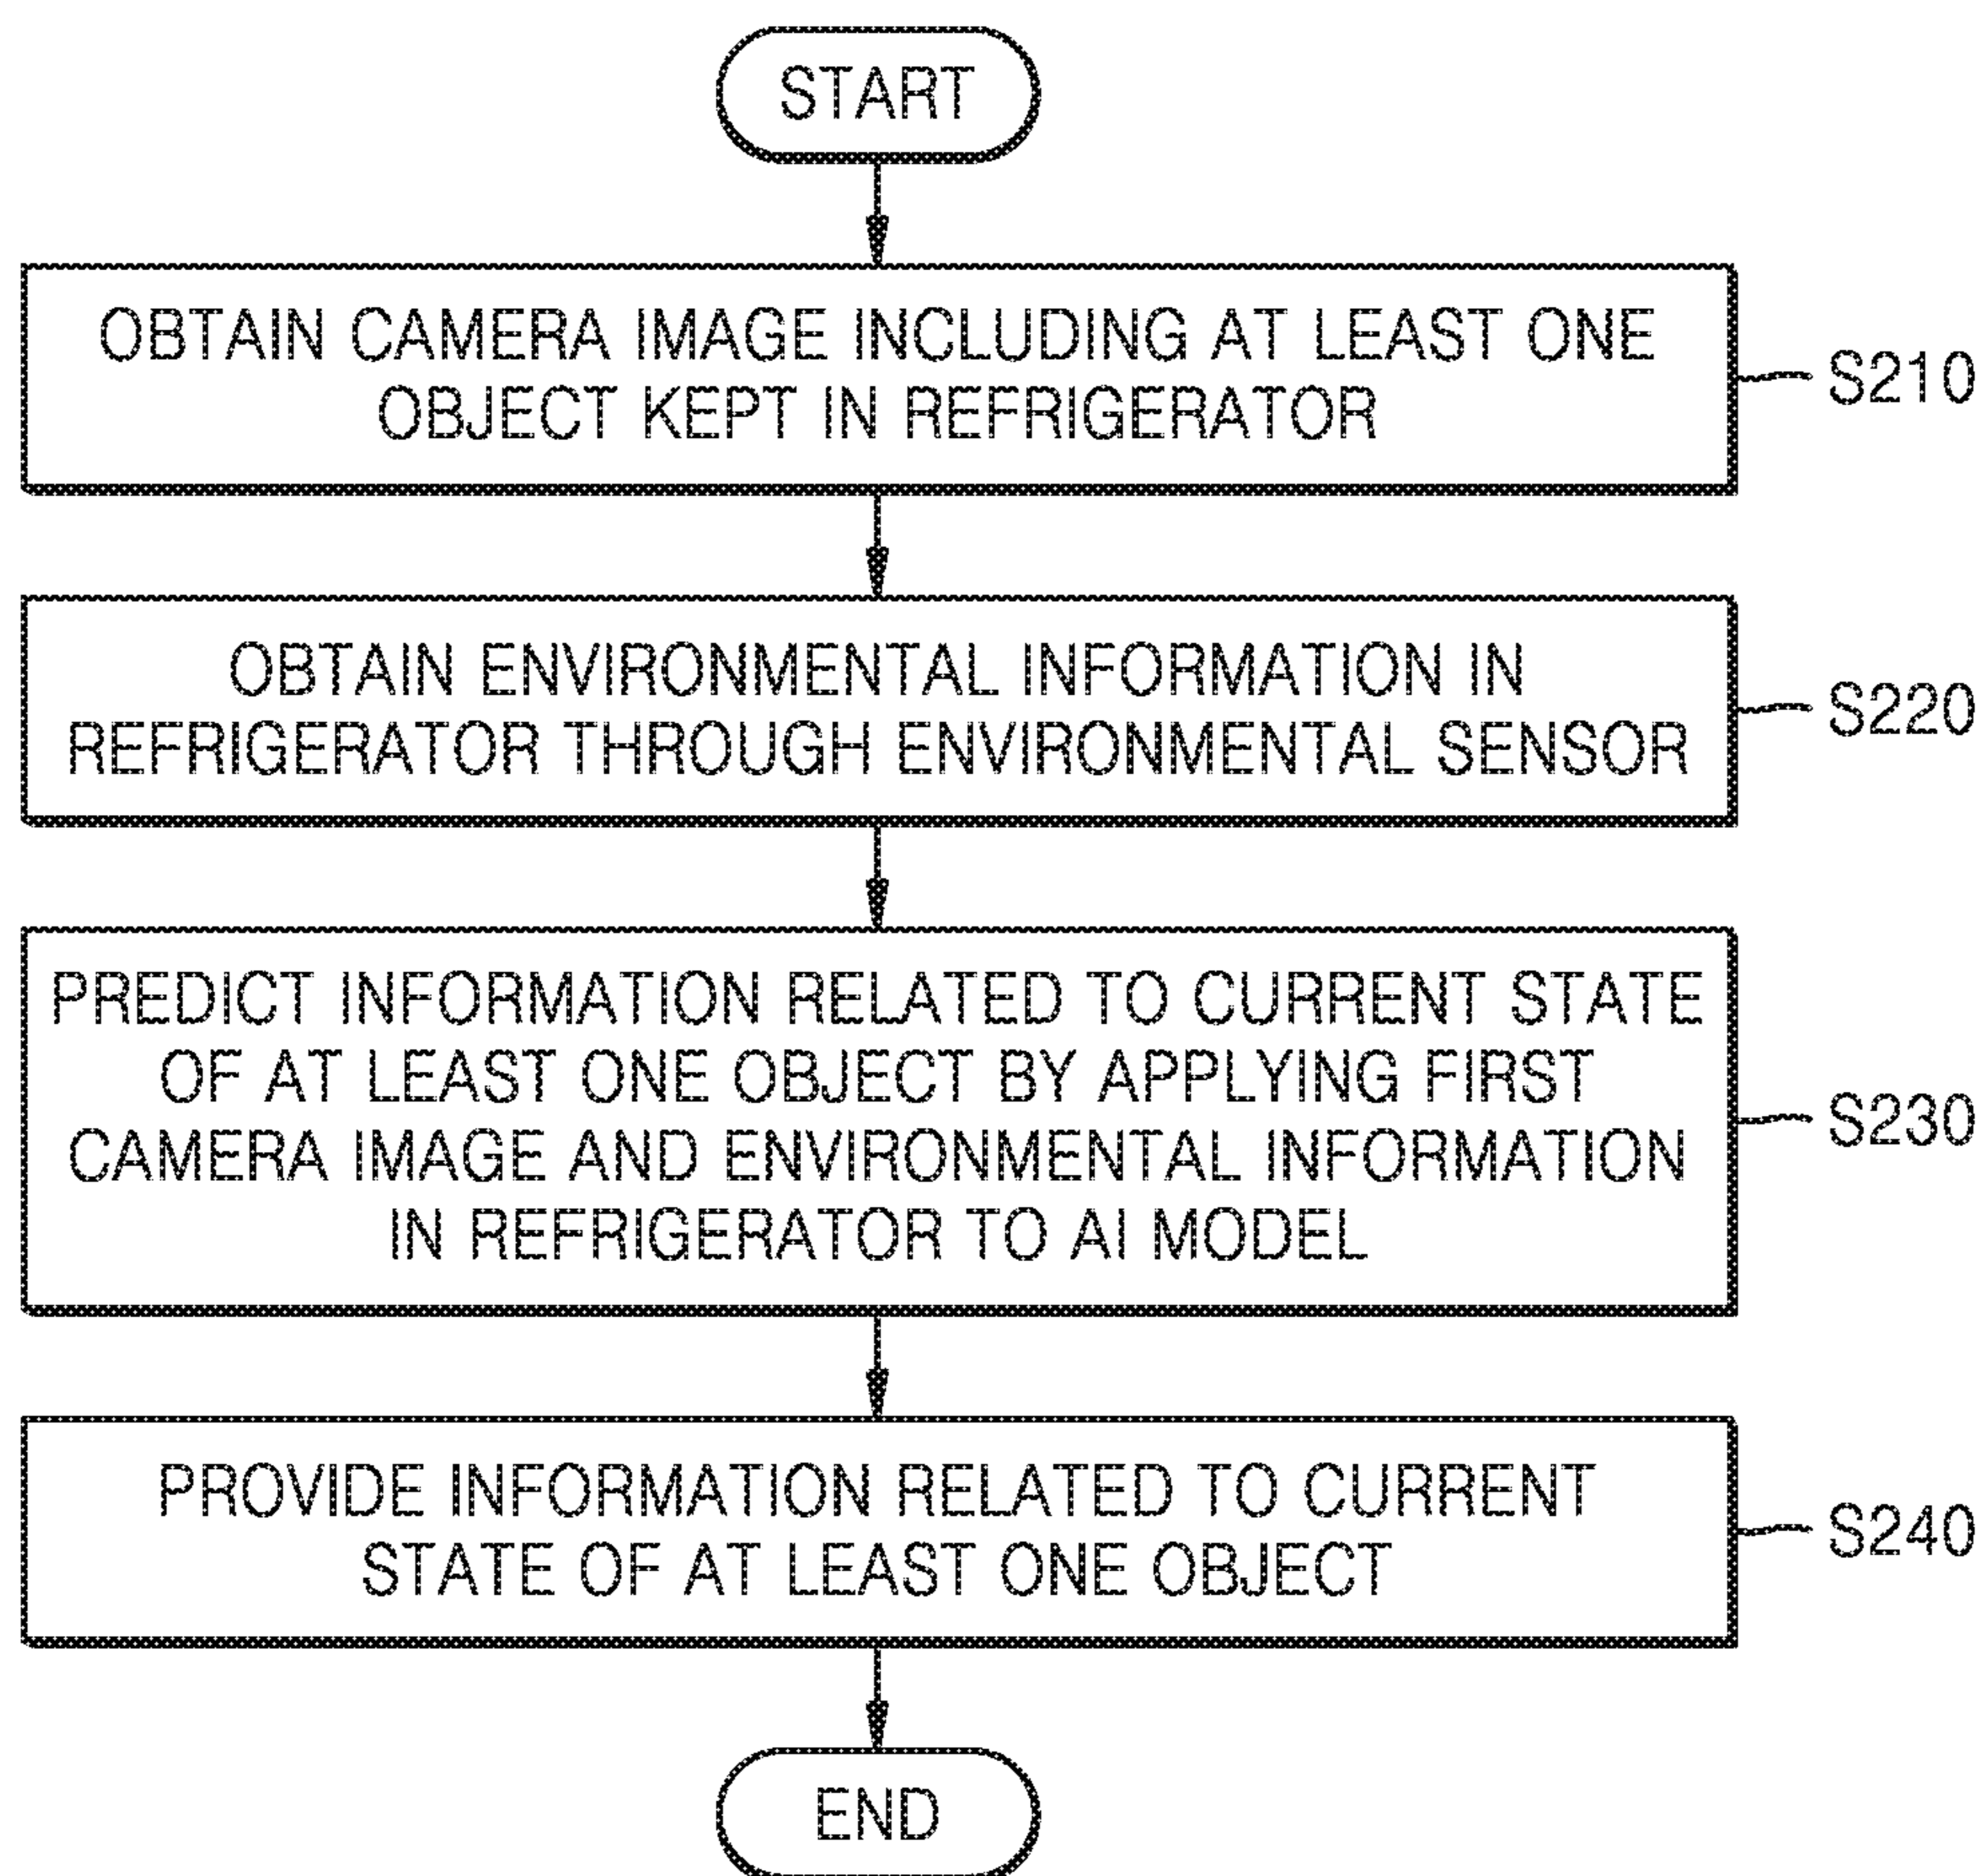 START
OBTAIN CAMERA IMAGE INCLUDING AT LEAST ONE
OBJECT KEPT IN REFRIGERATOR
S210
OBTAIN ENVIRONMENTAL INFORMATION IN
REFRIGERATOR THROUGH ENVIRONMENTAL SENSOR
S220
PREDICT INFORMATION RELATED TO CURRENT STATE
OF AT LEAST ONE OBJECT BY APPLYING FIRST
CAMERA IMAGE AND ENVIRONMENTAL INFORMATION
IN REFRIGERATOR TO AI MODEL
S230
PROVIDE INFORMATION RELATED TO CURRENT
STATE OF AT LEAST ONE OBJECT
S240
END